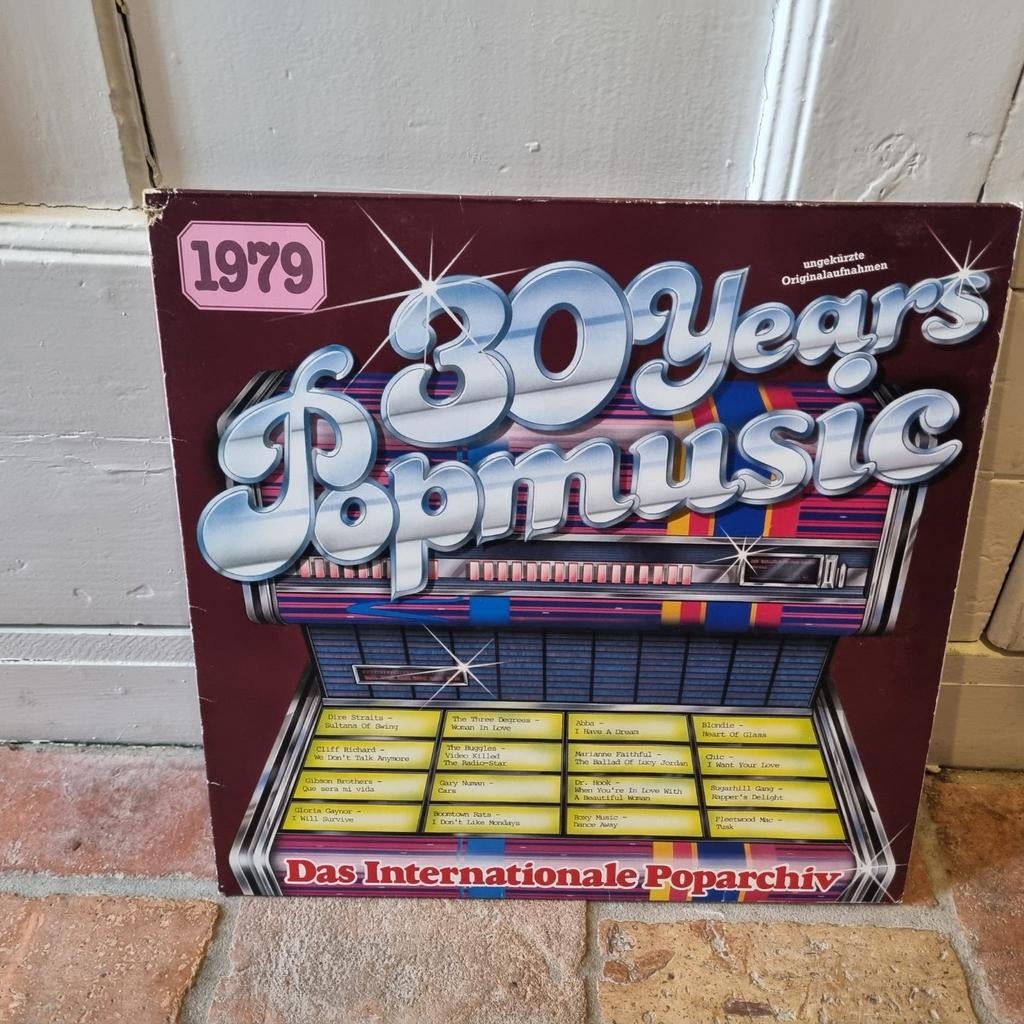 1979
ungekürzte
Originalaufnahmen
30 Years
Popmusic
Dire Straits -
Sultans Of Swing
The Three Degrees -
Woman In Love
Abba -
I Have A Dream
Blondie -
Heart Of Glass
Cliff Richard -
We Don't Talk Anymore
The Buggles -
Video Killed
The Radio-Star
Marianne Faithful -
The Ballad Of Lucy Jordan
Chic -
I Want Your Love
Gibson Brothers -
Que sera mi vida
Gary Numan -
Cars
Dr. Hook -
When You're In Love With
A Beautiful Woman
Sugarhill Gang -
Rapper's Delight
Gloria Gaynor -
I Will Survive
Boomtown Rats -
I Don't Like Mondays
Roxy Music -
Dance Away
Fleetwood Mac -
Tusk
Das Internationale Poparchiv